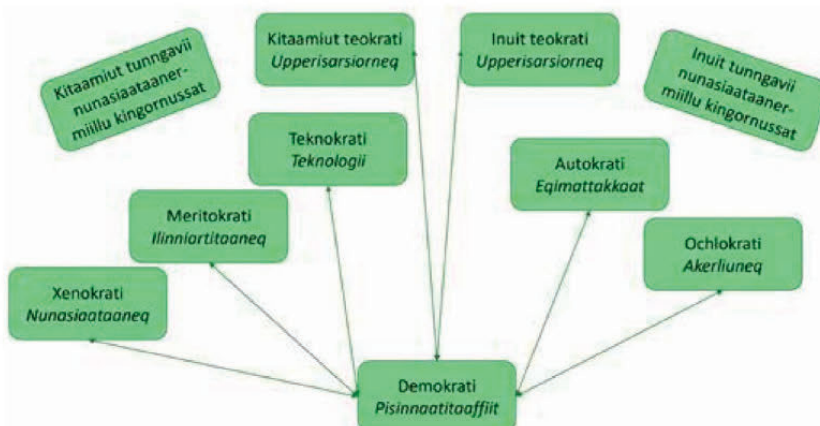 Kitaamiut tunngavii
nunasiaataaner-
miillu kingornussat
Kitaamiut teokrati
Upperisarsiorneq
Inuit teokrati
Upperisarsiorneq
Inuit tunngavii
nunasiaataaner-
miillu kingornussat
Teknokrati
Teknologii
Autokrati
Eqimattakkaat
Meritokrati
Ilinniartitaaneq
Ochlokrati
Akerliuneq
Xenokrati
Nunasiaataaneq
Demokrati
Pisinnaatitaaffiit